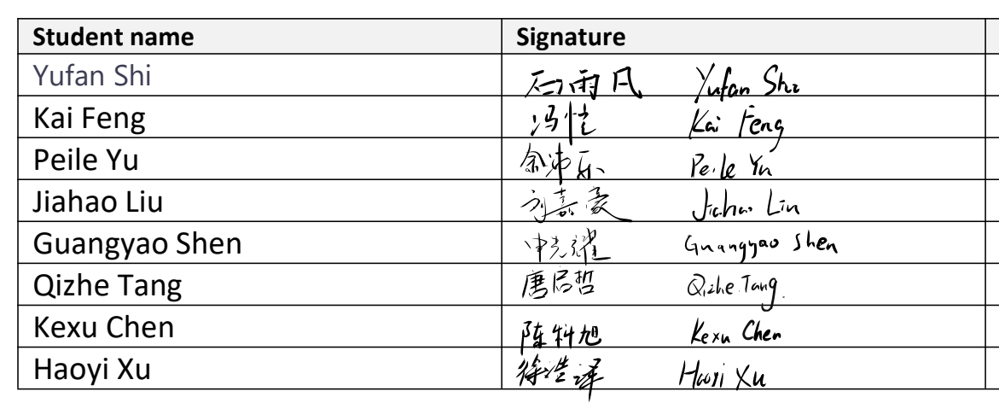 Student name Signature
Yufan Shi 石雨凡 Yufan Shi
Kai Feng 冯恺 Kai Feng
Peile Yu 余沛乐 Peile Yu
Jiahao Liu 刘嘉豪 Jiahao Liu
Guangyao Shen 申光耀 Guangyao Shen
Qizhe Tang 唐启哲 Qizhe Tang
Kexu Chen 陈科旭 Kexu Chen
Haoyi Xu 徐浩译 Haoyi Xu